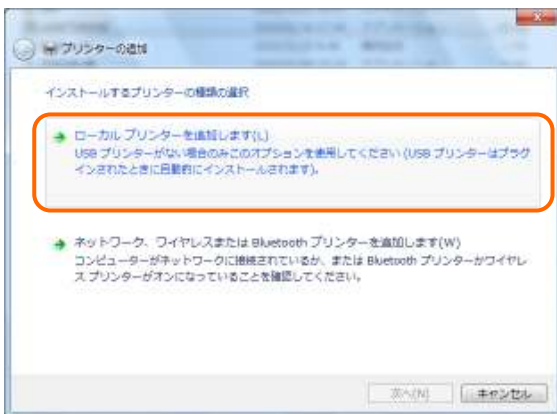 プリンターの追加
インストールするプリンターの種類の選択
ローカル プリンターを追加します(L)
USB プリンターがない場合のみこのオプションを使用してください (USB プリンターはプラグ
インされたときに自動的にインストールされます)。
ネットワーク、ワイヤレスまたは Bluetooth プリンターを追加します(W)
コンピューターがネットワークに接続されているか、または Bluetooth プリンターかワイヤレ
ス プリンターがオンになっていることを確認してください。
次へ(N)
キャンセル